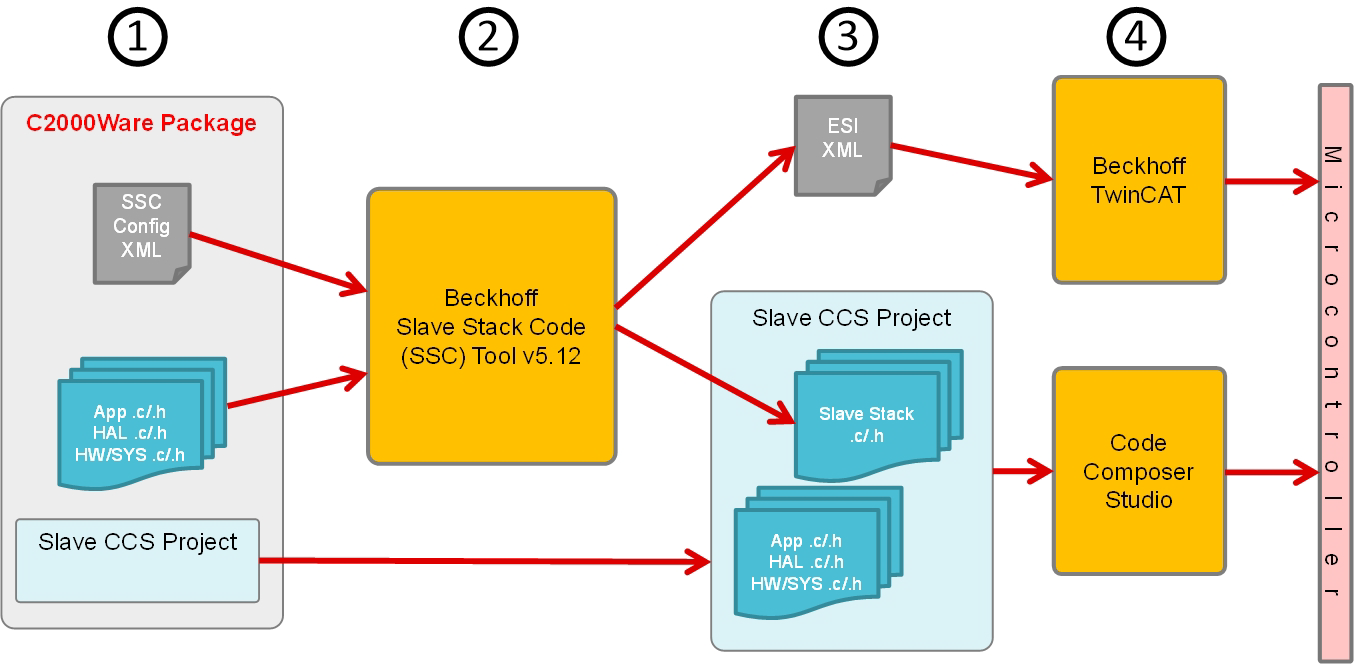 1
2
3
4
C2000Ware Package
SSC
Config
XML
App .c/.h
HAL .c/.h
HW/SYS .c/.h
Slave CCS Project
Beckhoff
Slave Stack Code
(SSC) Tool v5.12
ESI
XML
Slave CCS Project
Slave Stack
.c/.h
App .c/.h
HAL .c/.h
HW/SYS .c/.h
Beckhoff
TwinCAT
Code
Composer
Studio
Microcontroller